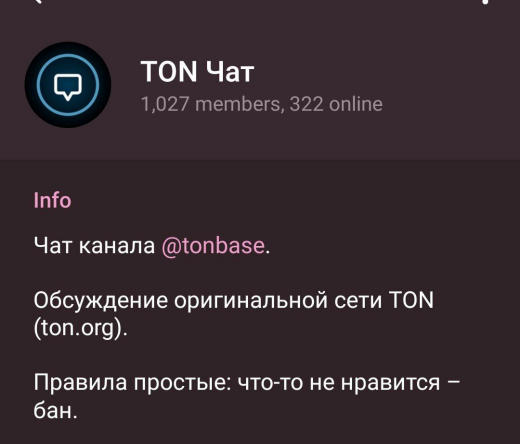 TON Чат
1,027 members, 322 online
Info
Чат канала @tonbase.
Обсуждение оригинальной сети TON
(ton.org).
Правила простые: что-то не нравится –
бан.